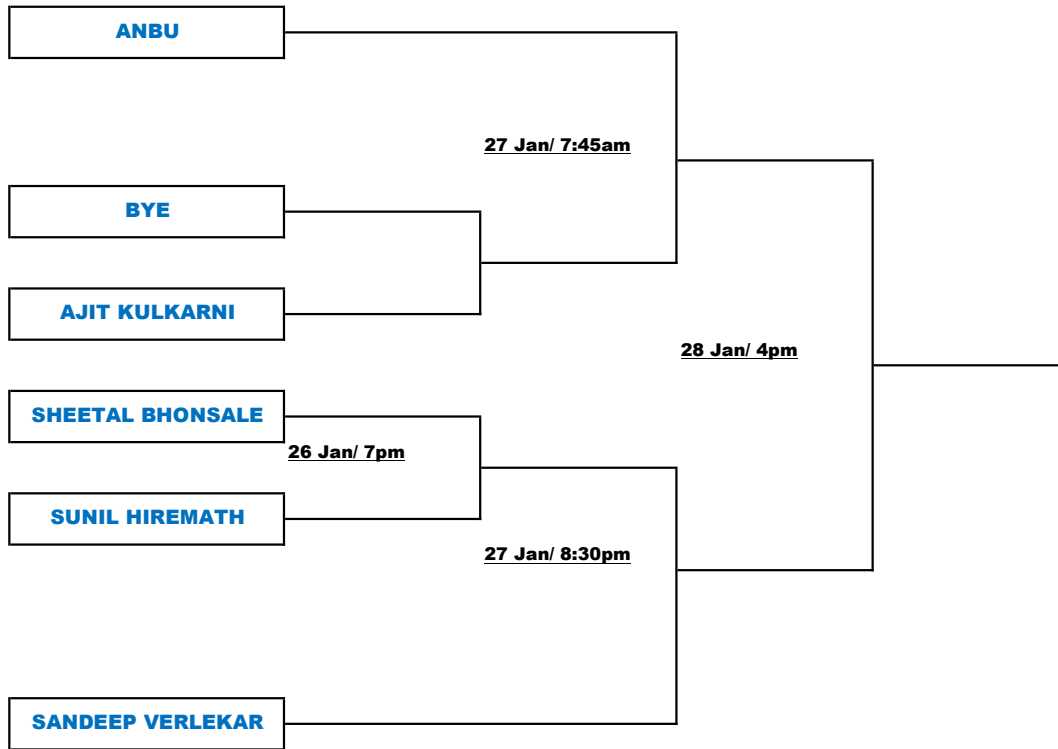 ANBU
27 Jan/ 7:45am
BYE
AJIT KULKARNI
28 Jan/ 4pm
SHEETAL BHONSALE
26 Jan/ 7pm
SUNIL HIREMATH
27 Jan/ 8:30pm
SANDEEP VERLEKAR